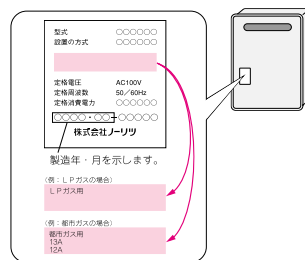 型式 ○○○○○○
設置の方式 ○○○○○○
定格電圧 AC100V
定格周波数 50/60Hz
定格消費電力 ○○○○○○
○○○○・○○-○○○○○
株式会社ノーリツ
製造年・月を示します。
(例:LPガスの場合)
LPガス用
(例:都市ガスの場合)
都市ガス用
13A
12A